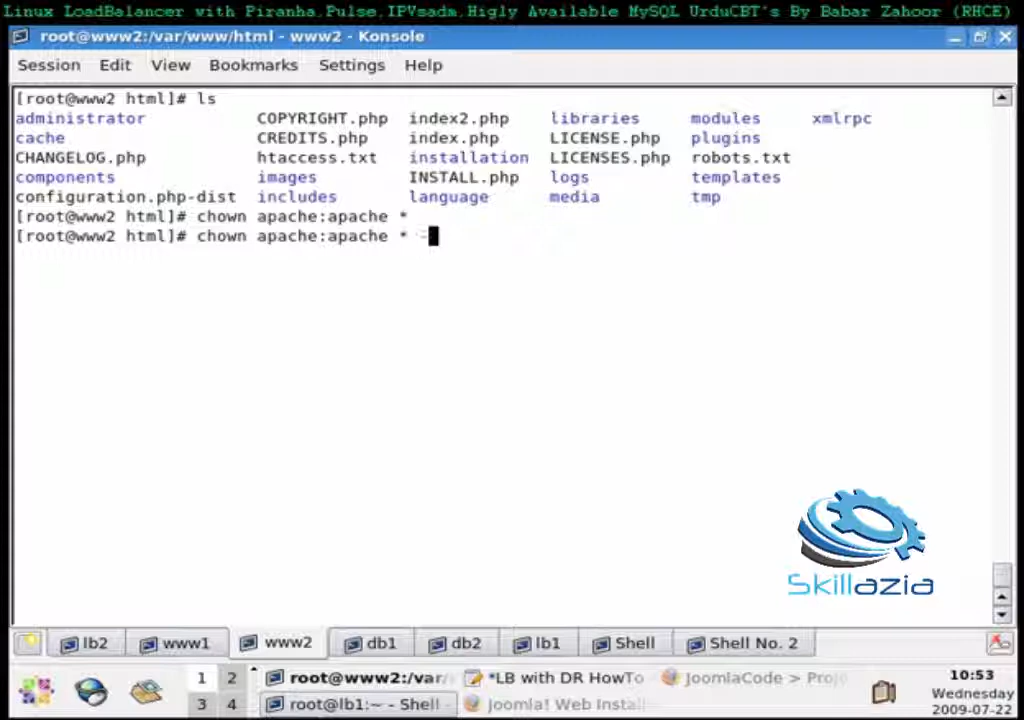 Linux LoadBalancer with Piranha,Pulse,IPVsadm,Higly Available MySQL UrduCBT's By Babar Zahoor (RHCE)
root@www2:/var/www/html - www2 - Konsole
Session Edit View Bookmarks Settings Help
[root@www2 html]# ls
administrator COPYRIGHT.php index2.php libraries modules xmlrpc
cache CREDITS.php index.php LICENSE.php plugins
CHANGELOG.php htaccess.txt installation LICENSES.php robots.txt
components images INSTALL.php logs templates
configuration.php-dist includes language media tmp
[root@www2 html]# chown apache:apache *
[root@www2 html]# chown apache:apache * -
Skillazia
lb2 www1 www2 db1 db2 lb1 Shell Shell No. 2
1 2 root@www2:/var/ *LB with DR HowTo JoomlaCode > Proj 10:53
Wednesday
3 4 root@lb1:~ - Shell Joomla! Web Instal 2009-07-22